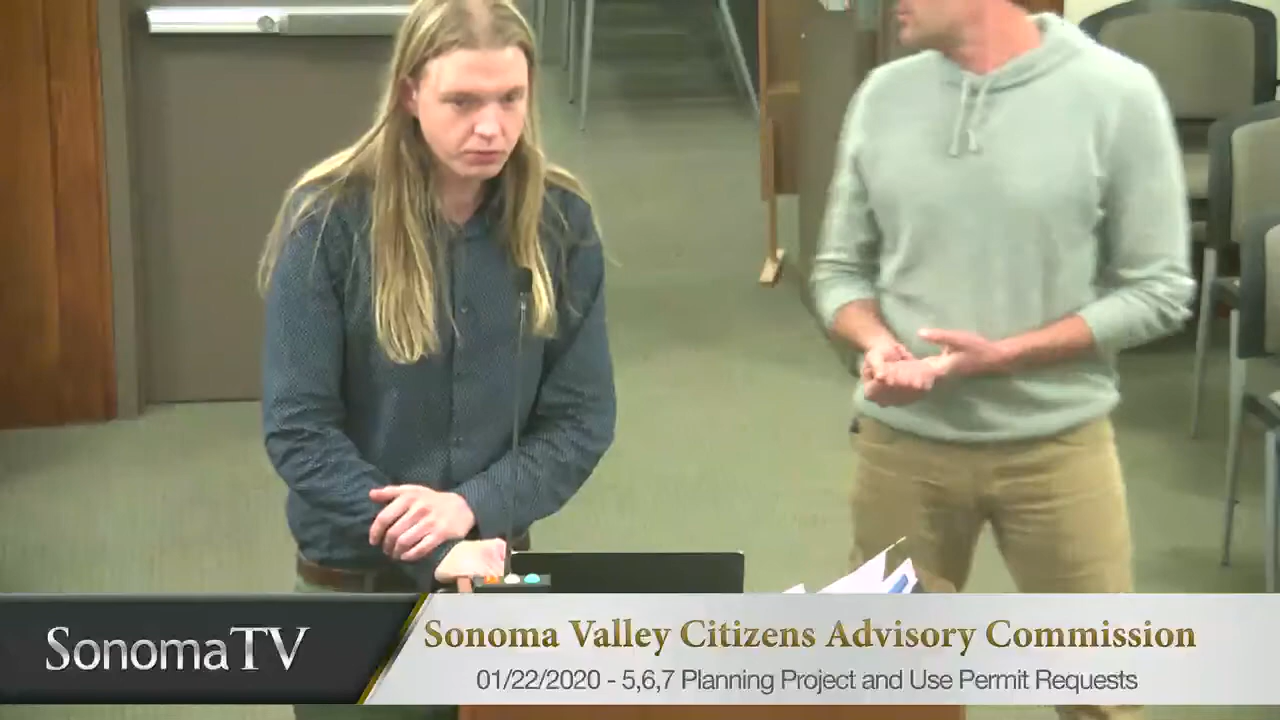 SonomaTV
Sonoma Valley Citizens Advisory Commission
01/22/2020 - 5,6,7 Planning Project and Use Permit Requests